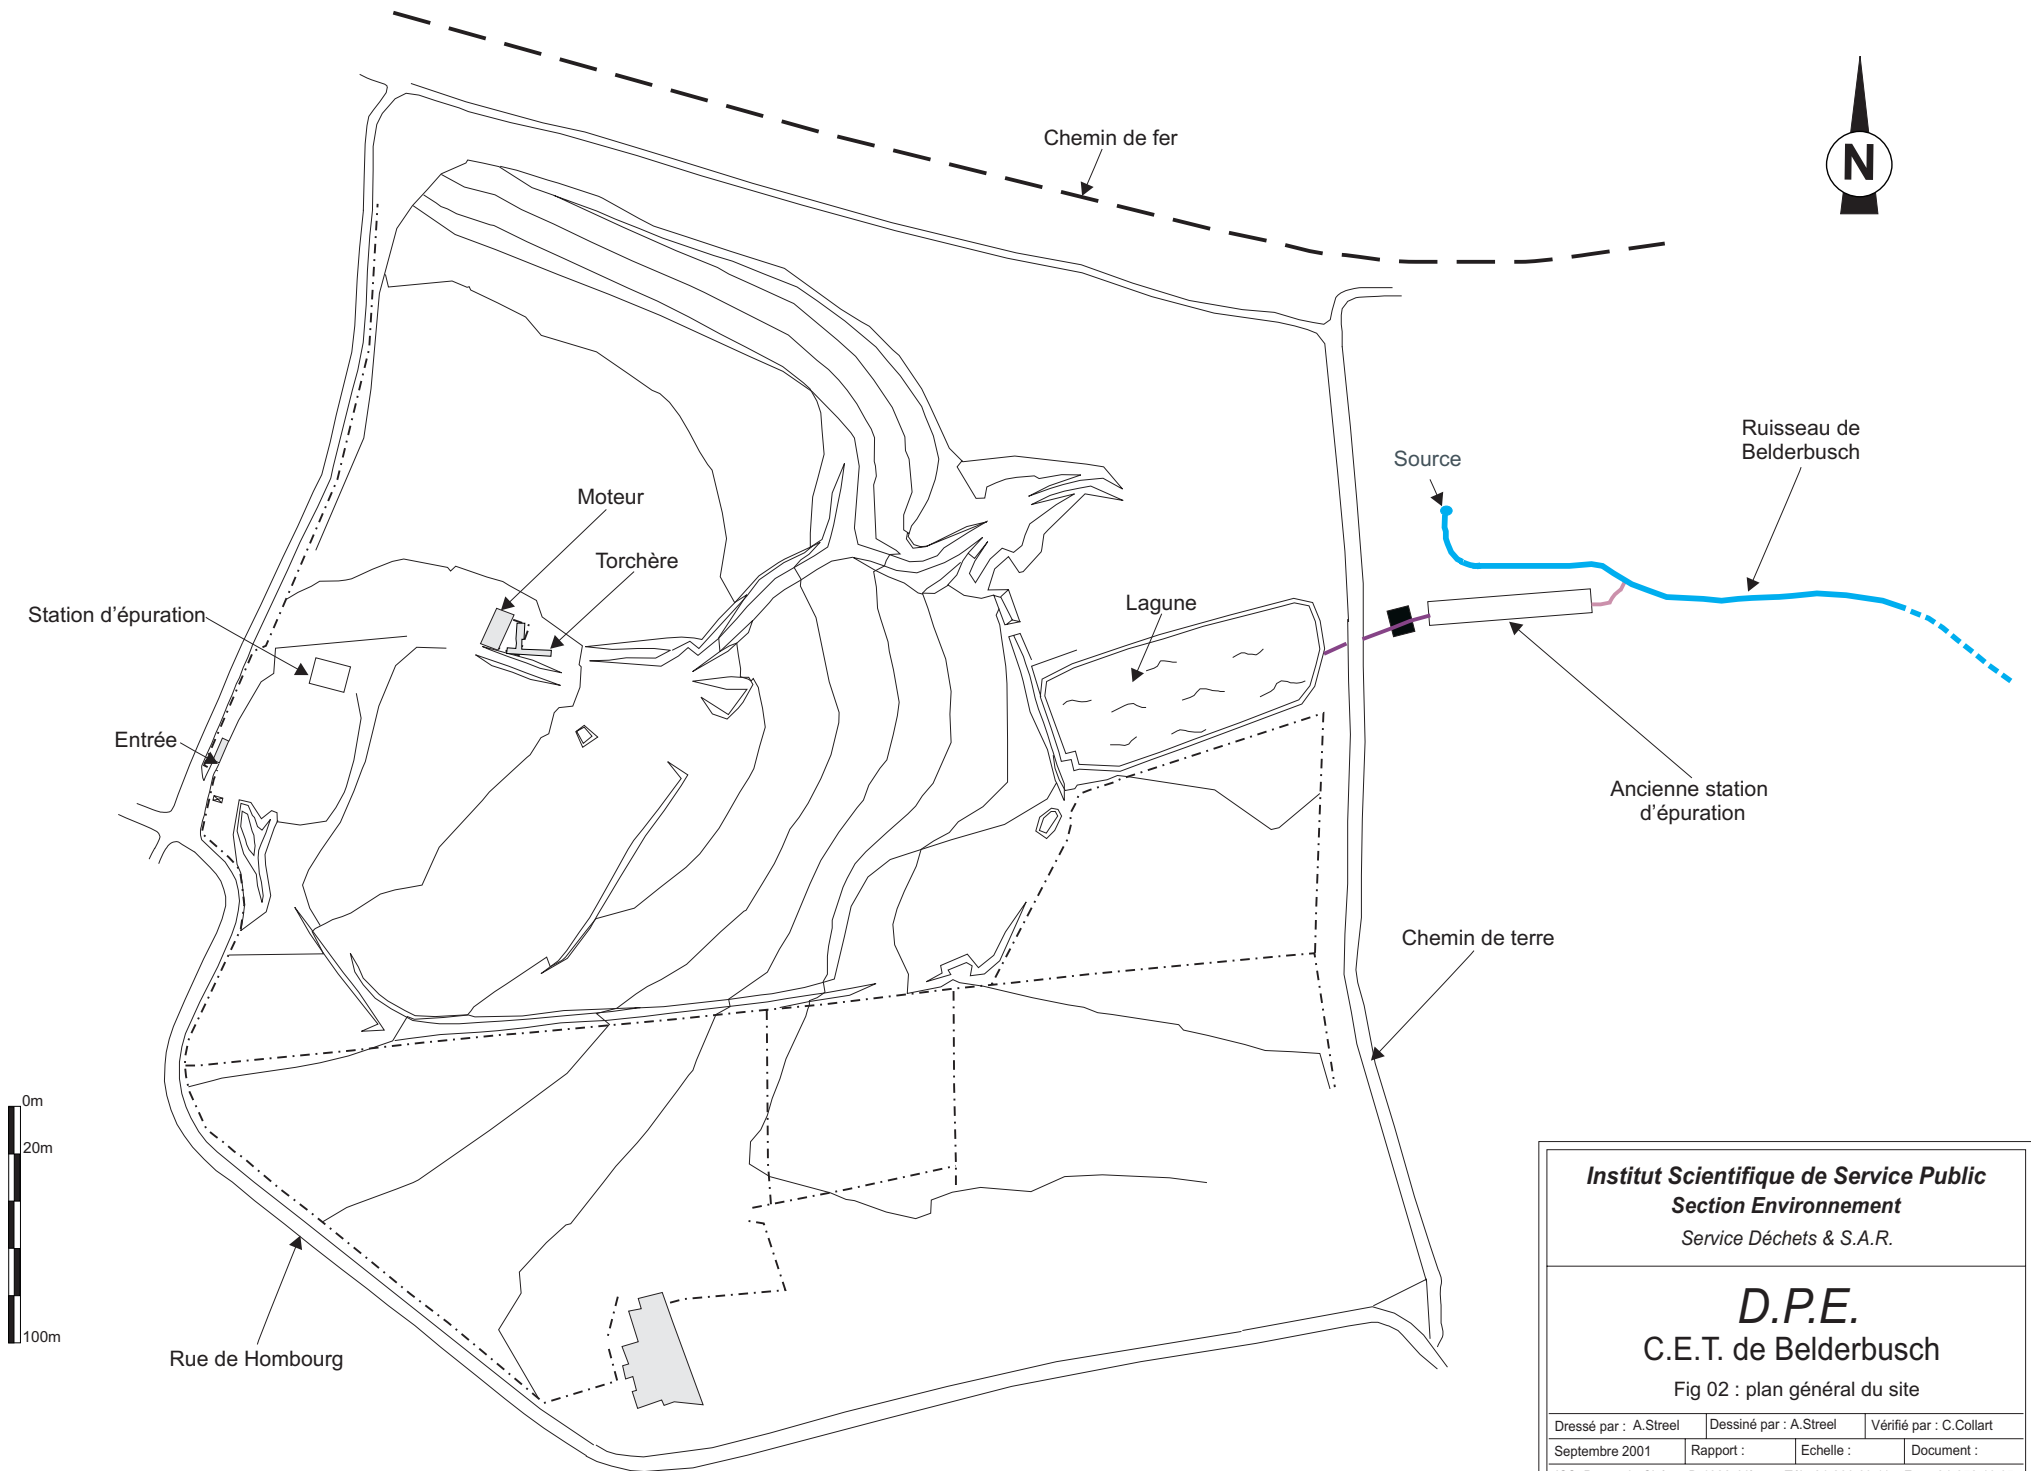 Chemin de fer
N
Ruisseau de
Belderbusch
Source
Moteur
Torchère
Station d'épuration
Lagune
Entrée
Ancienne station
d'épuration
Chemin de terre
0m
20m
100m
Rue de Hombourg
Institut Scientifique de Service Public
Section Environnement
Service Déchets & S.A.R.
D.P.E.
C.E.T. de Belderbusch
Fig 02 : plan général du site
Dressé par : A.Streel Dessiné par : A.Streel Vérifié par : C.Collart
Septembre 2001 Rapport : Echelle : Document :